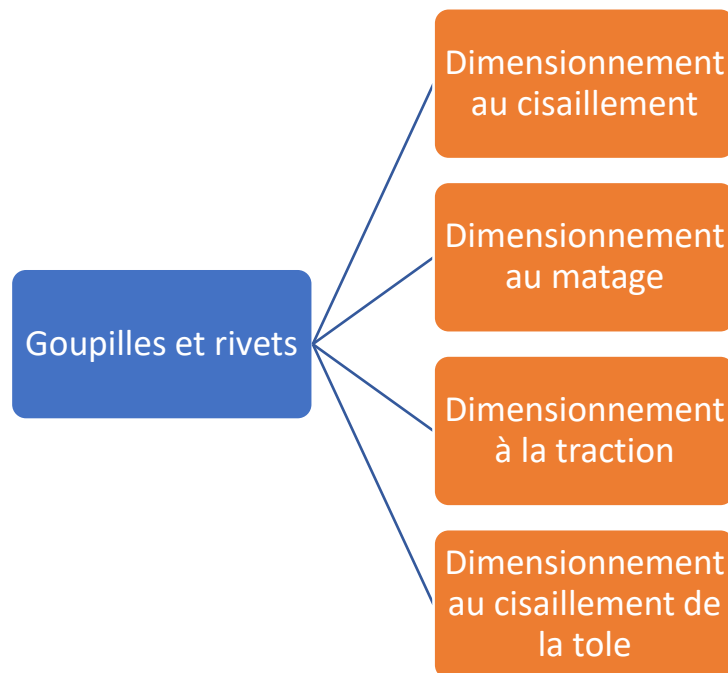 Dimensionnement
au cisaillement
Dimensionnement
au matage
Goupilles et rivets
Dimensionnement
à la traction
Dimensionnement
au cisaillement de
la tole